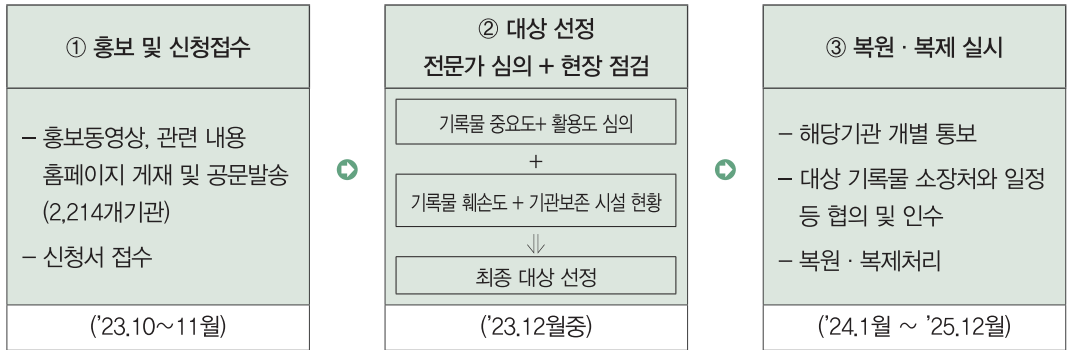 ① 홍보 및 신청접수
– 홍보동영상, 관련 내용
홈페이지 게재 및 공문발송
(2,214개기관)
– 신청서 접수
('23.10~11월)
② 대상 선정
전문가 심의 + 현장 점검
기록물 중요도+ 활용도 심의
+
기록물 훼손도 + 기관보존 시설 현황
⇓
최종 대상 선정
('23.12월중)
③ 복원 · 복제 실시
– 해당기관 개별 통보
– 대상 기록물 소장처와 일정
등 협의 및 인수
– 복원 · 복제처리
('24.1월 ~ '25.12월)